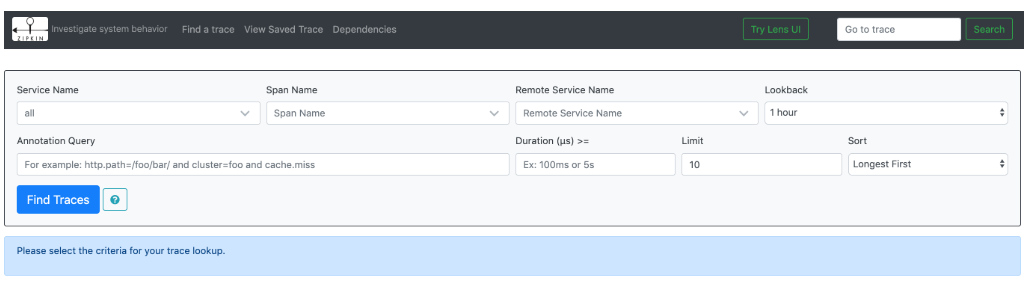 ZIPKIN Investigate system behavior Find a trace View Saved Trace Dependencies Try Lens UI Go to trace Search
Service Name Span Name Remote Service Name Lookback
all Span Name Remote Service Name 1 hour
Annotation Query Duration (μs) >= Limit Sort
For example: http.path=/foo/bar/ and cluster=foo and cache.miss Ex: 100ms or 5s 10 Longest First
Find Traces ?
Please select the criteria for your trace lookup.